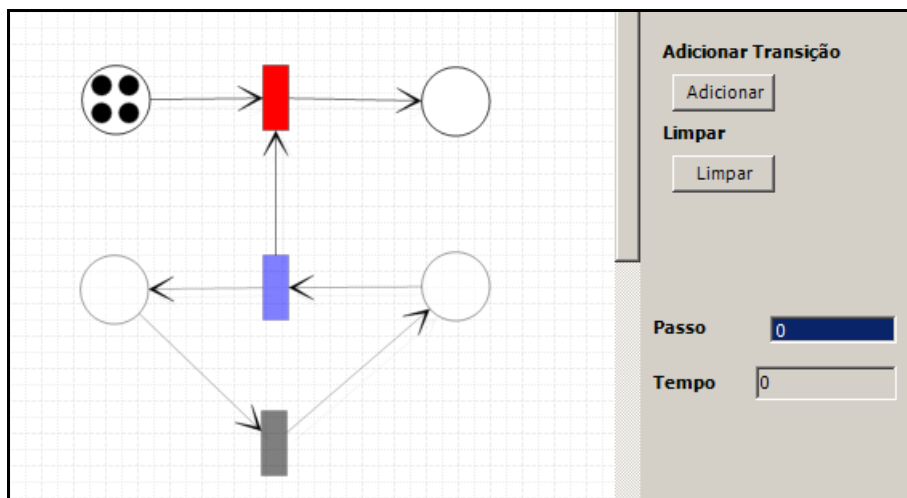 Adicionar Transição
Adicionar
Limpar
Limpar
Passo 0
Tempo 0